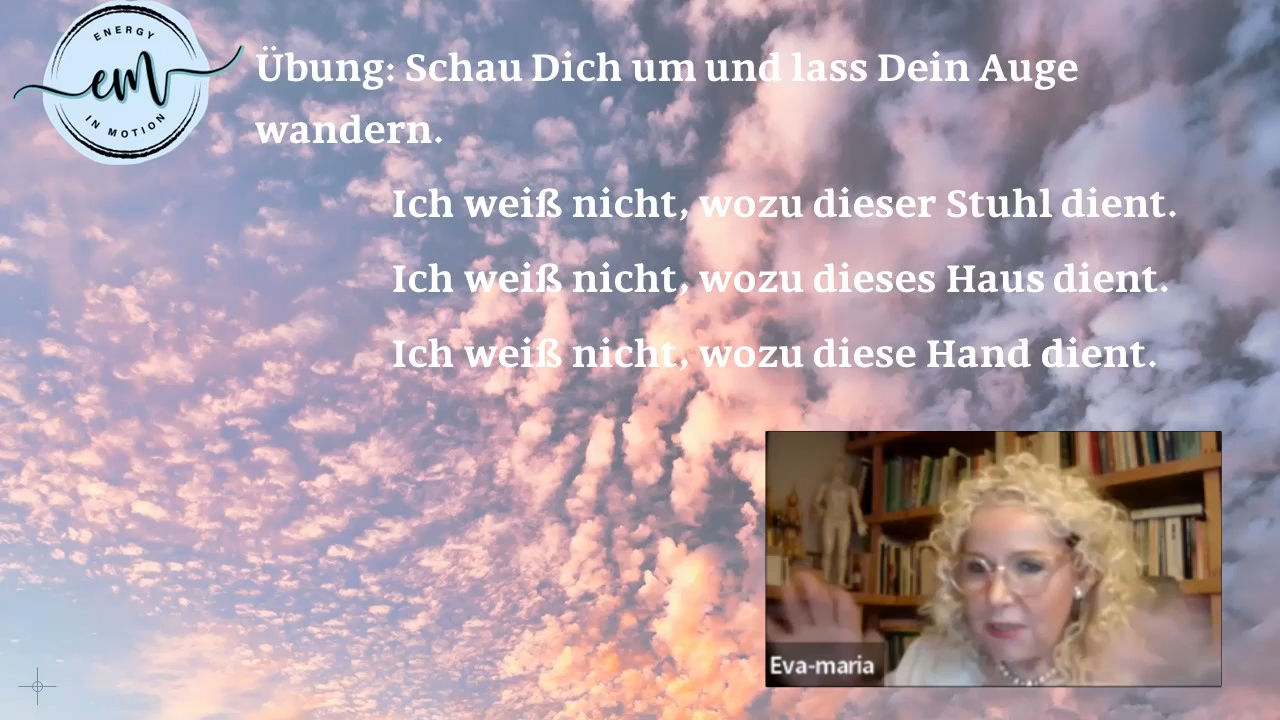 ENERGY
em
IN MOTION
Übung: Schau Dich um und lass Dein Auge
wandern.
Ich weiß nicht, wozu dieser Stuhl dient.
Ich weiß nicht, wozu dieses Haus dient.
Ich weiß nicht, wozu diese Hand dient.
Eva-maria